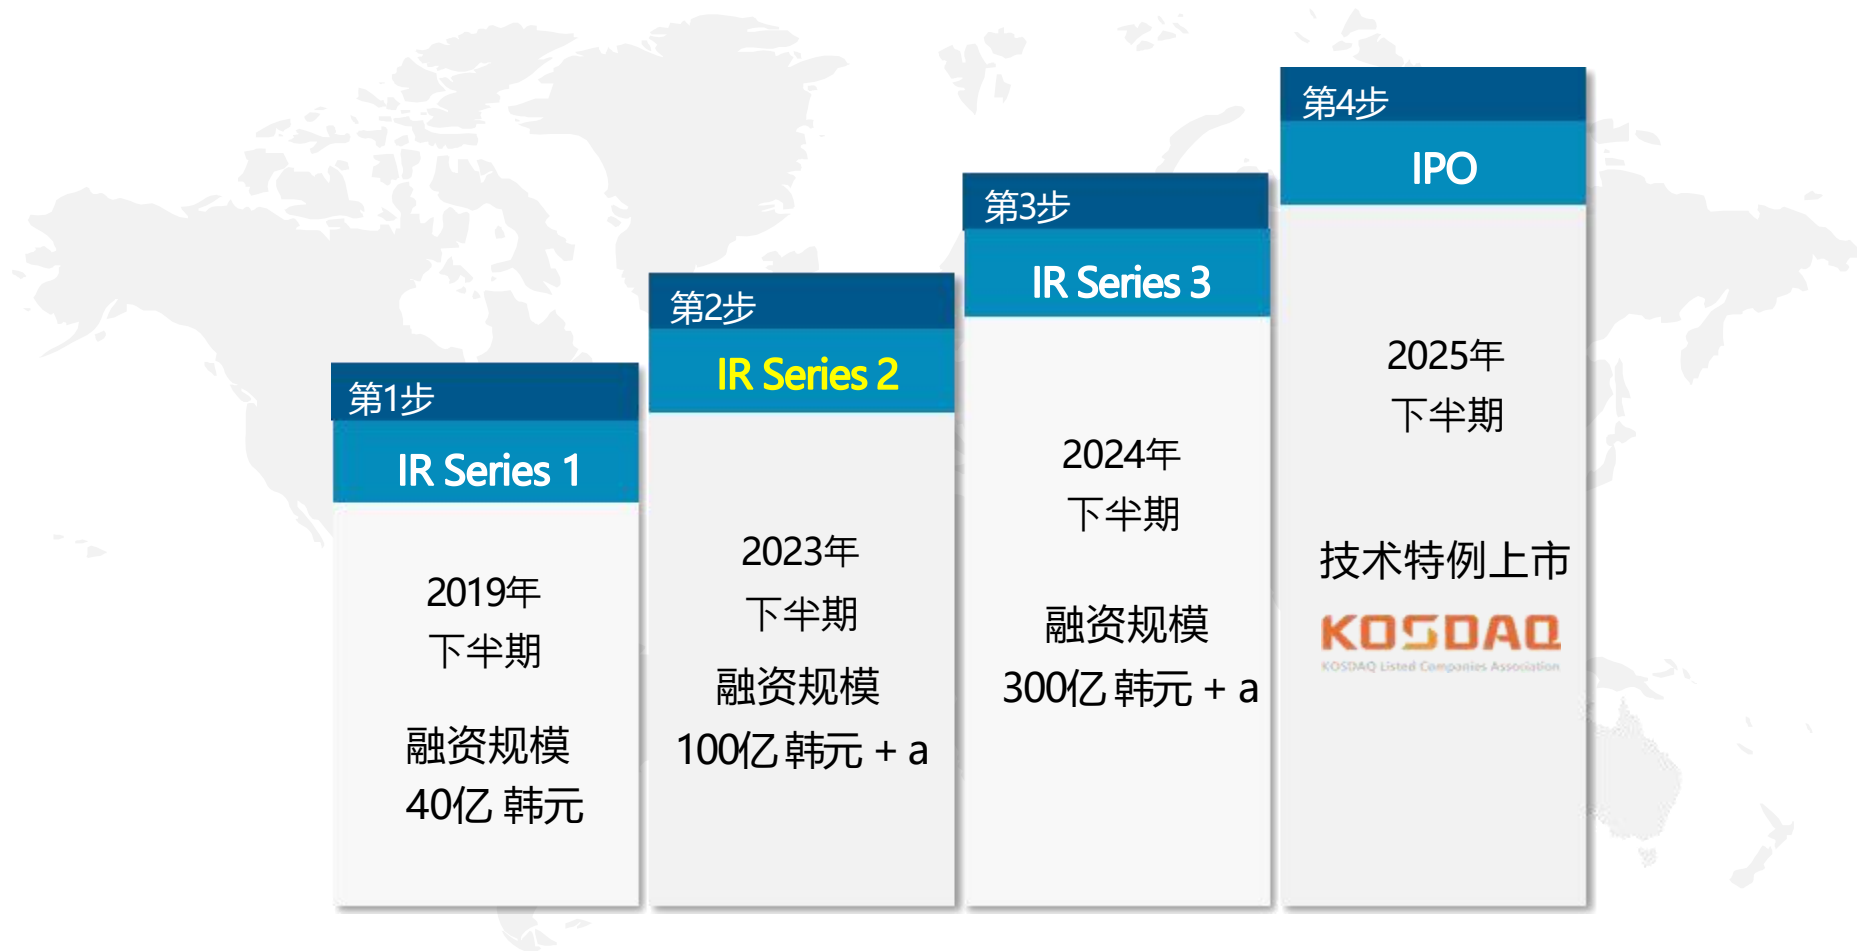 第1步
IR Series 1
2019年
下半期
融资规模
40亿 韩元
第2步
IR Series 2
2023年
下半期
融资规模
100亿 韩元 + a
第3步
IR Series 3
2024年
下半期
融资规模
300亿 韩元 + a
第4步
IPO
2025年
下半期
技术特例上市
KOSDAQ
KOSDAQ Listed Companies Association